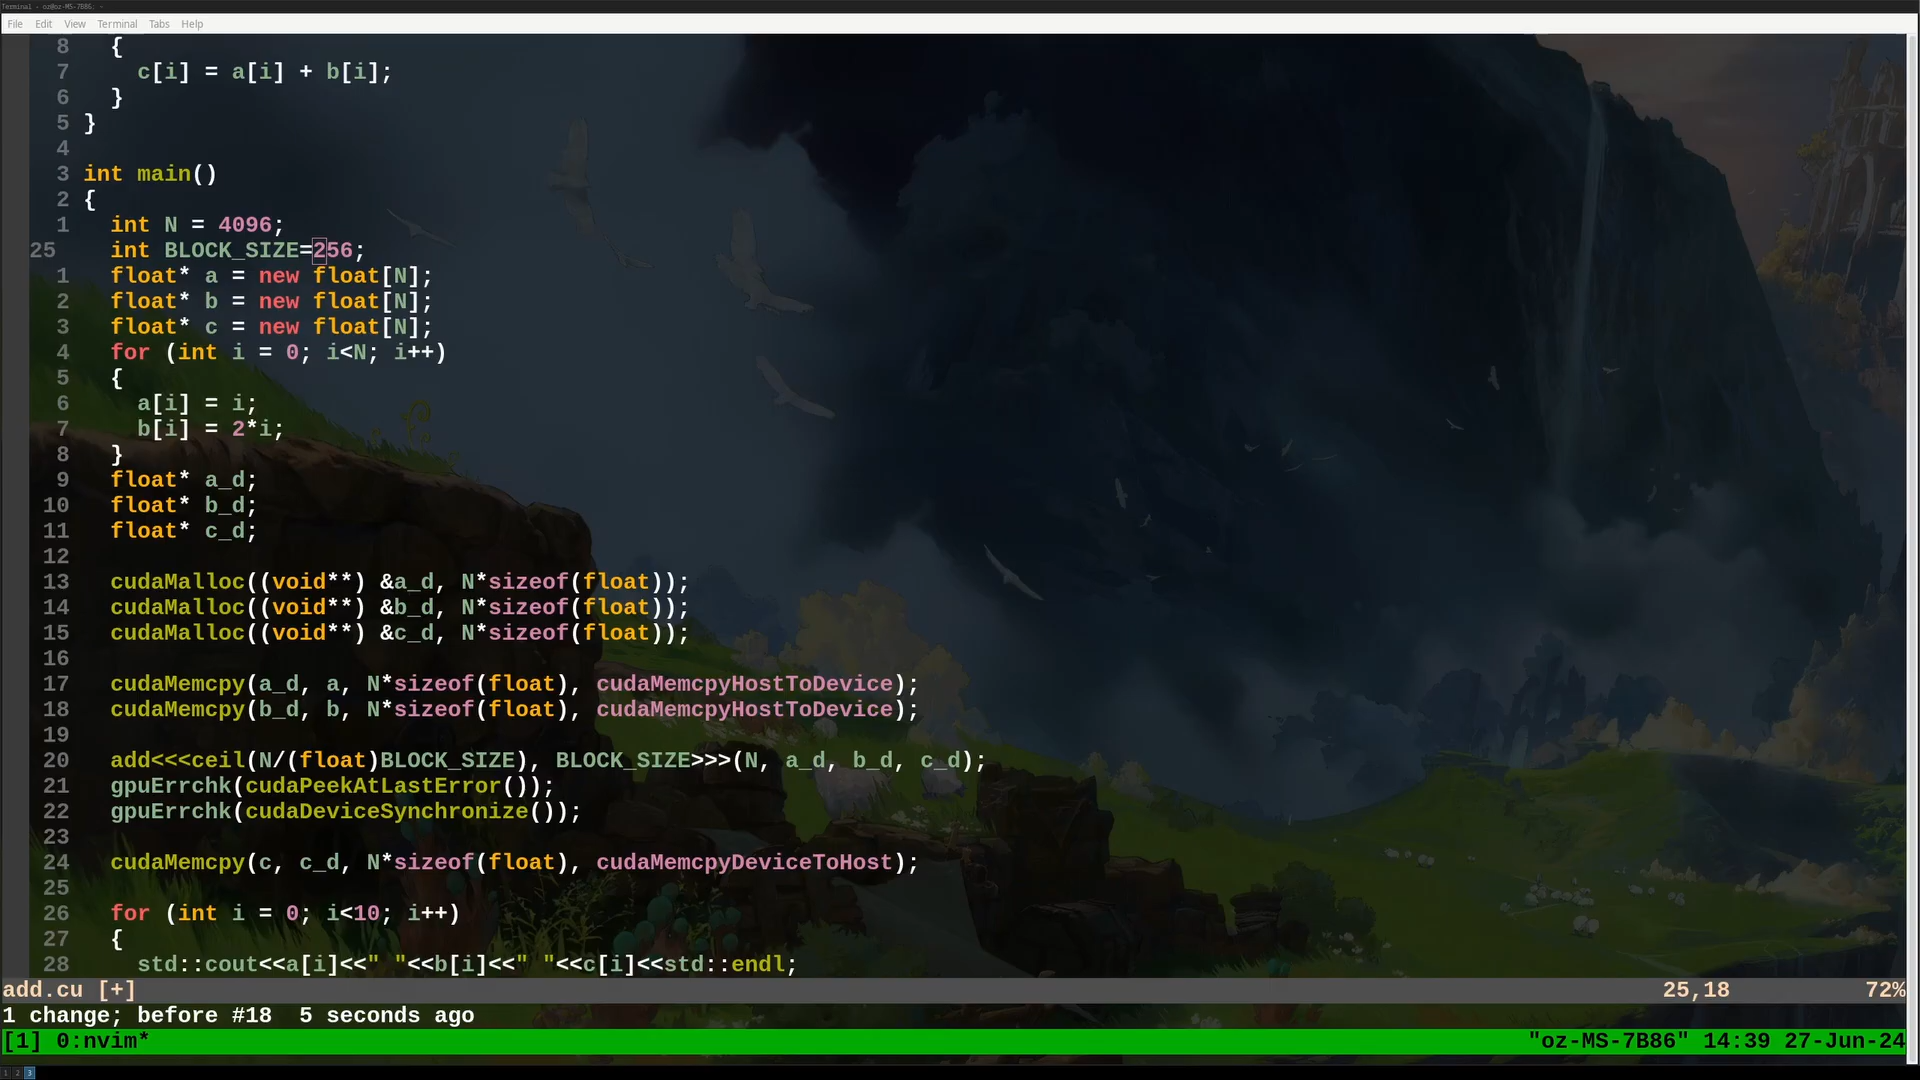 Terminal - oz@oz-MS-7B86: ~
File Edit View Terminal Tabs Help
8   {
7     c[i] = a[i] + b[i];
6   }
5 }
4
3 int main()
2 {
1   int N = 4096;
25   int BLOCK_SIZE=256;
1   float* a = new float[N];
2   float* b = new float[N];
3   float* c = new float[N];
4   for (int i = 0; i<N; i++)
5   {
6     a[i] = i;
7     b[i] = 2*i;
8   }
9   float* a_d;
10   float* b_d;
11   float* c_d;
12
13   cudaMalloc((void**) &a_d, N*sizeof(float));
14   cudaMalloc((void**) &b_d, N*sizeof(float));
15   cudaMalloc((void**) &c_d, N*sizeof(float));
16
17   cudaMemcpy(a_d, a, N*sizeof(float), cudaMemcpyHostToDevice);
18   cudaMemcpy(b_d, b, N*sizeof(float), cudaMemcpyHostToDevice);
19
20   add<<<ceil(N/(float)BLOCK_SIZE), BLOCK_SIZE>>>(N, a_d, b_d, c_d);
21   gpuErrchk(cudaPeekAtLastError());
22   gpuErrchk(cudaDeviceSynchronize());
23
24   cudaMemcpy(c, c_d, N*sizeof(float), cudaMemcpyDeviceToHost);
25
26   for (int i = 0; i<10; i++)
27   {
28     std::cout<<a[i]<<" "<<b[i]<<" "<<c[i]<<std::endl;
add.cu [+] 25,18 72%
1 change; before #18  5 seconds ago
[1] 0:nvim* "oz-MS-7B86" 14:39 27-Jun-24
1 2 3